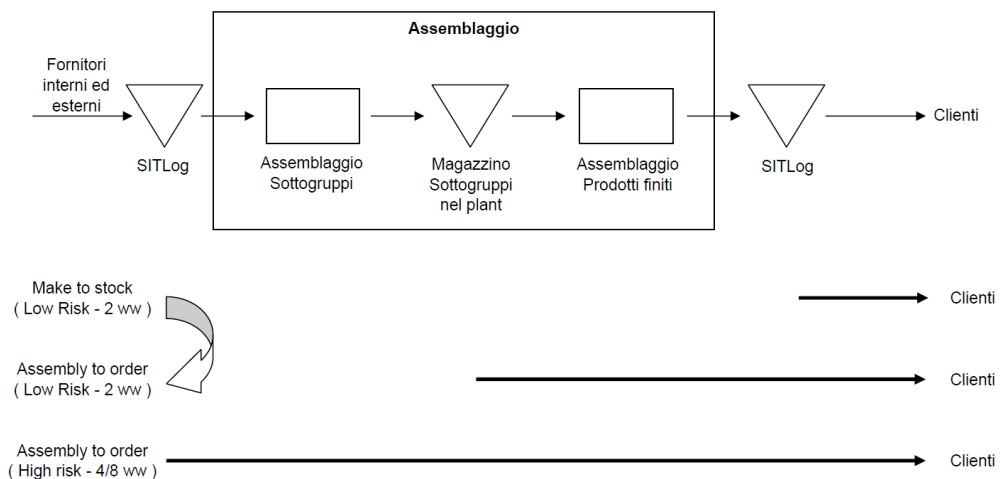 Assemblaggio
Fornitori
interni ed
esterni
Clienti
SITLog
Assemblaggio
Sottogruppi
Magazzino
Sottogruppi
nel plant
Assemblaggio
Prodotti finiti
SITLog
Make to stock
( Low Risk - 2 ww )
Clienti
Assembly to order
( Low Risk - 2 ww )
Clienti
Assembly to order
( High risk - 4/8 ww )
Clienti